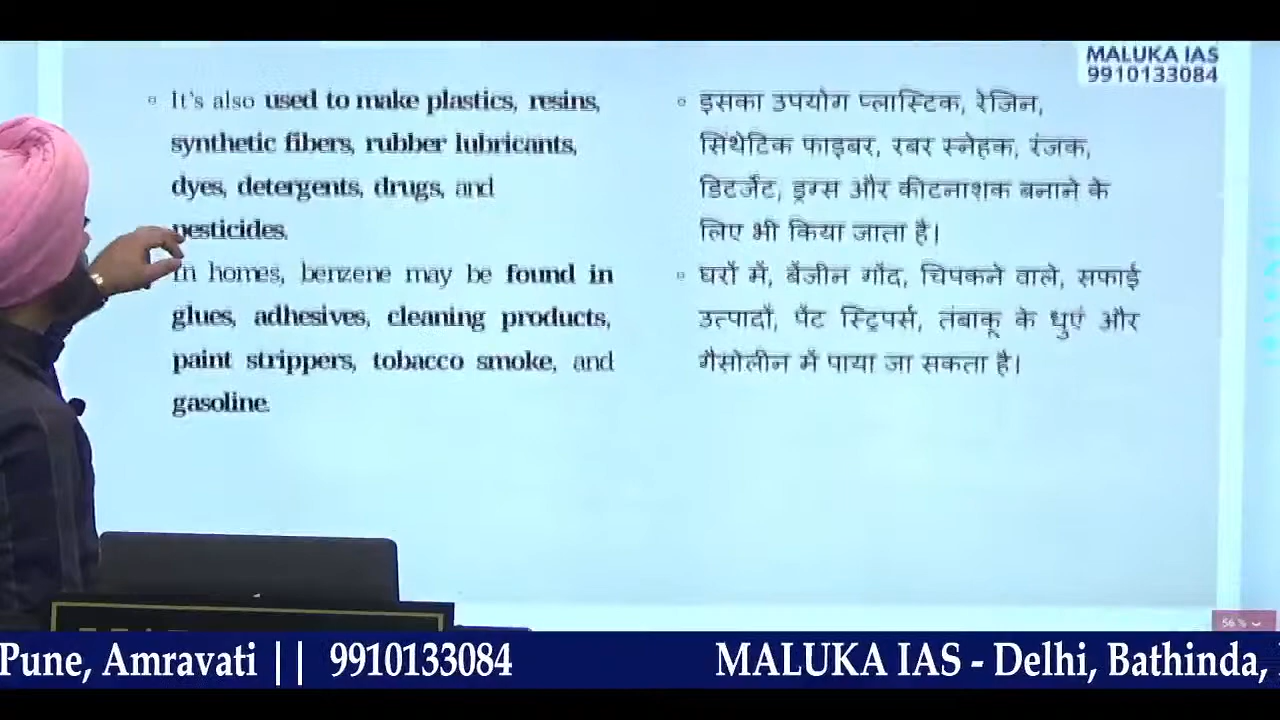 MALUKA IAS
9910133084
It's also used to make plastics, resins,
synthetic fibers, rubber lubricants,
dyes, detergents, drugs, and
pesticides.
In homes, benzene may be found in
glues, adhesives, cleaning products,
paint strippers, tobacco smoke, and
gasoline.
इसका उपयोग प्लास्टिक, रेजिन,
सिंथेटिक फाइबर, रबर स्नेहक, रंजक,
डिटर्जेंट, ड्रग्स और कीटनाशक बनाने के
लिए भी किया जाता है।
घरों में, बेंजीन गोंद, चिपकने वाले, सफाई
उत्पादों, पेंट स्ट्रिपर्स, तंबाकू के धुएं और
गैसोलीन में पाया जा सकता है।
56 %
Pune, Amravati || 9910133084 MALUKA IAS - Delhi, Bathinda,